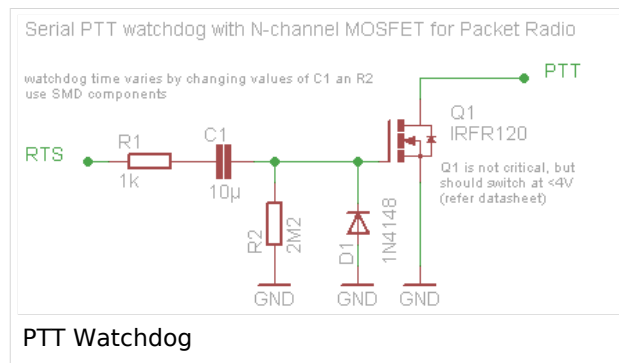 Serial PTT watchdog with N-channel MOSFET for Packet Radio
watchdog time varies by changing values of C1 an R2
use SMD components
PTT
Q1
IRFR120
Q1 is not critical, but
should switch at <4V
(refer datasheet)
RTS
R1
1k
C1
10µ
R2
2M2
D1
1N4148
GND
GND
GND
PTT Watchdog